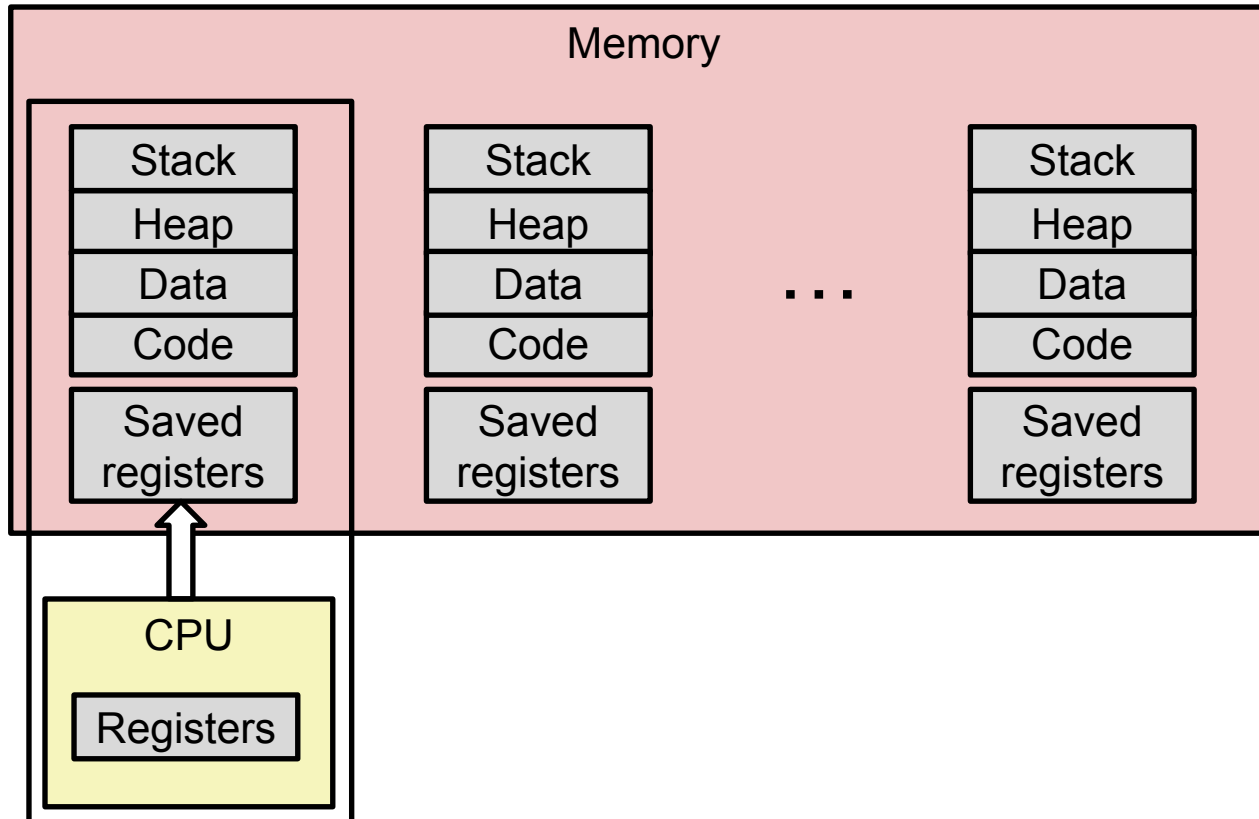 Memory
Stack
Heap
Data
Code
Saved
registers
Stack
Heap
Data
Code
Saved
registers
...
Stack
Heap
Data
Code
Saved
registers
CPU
Registers